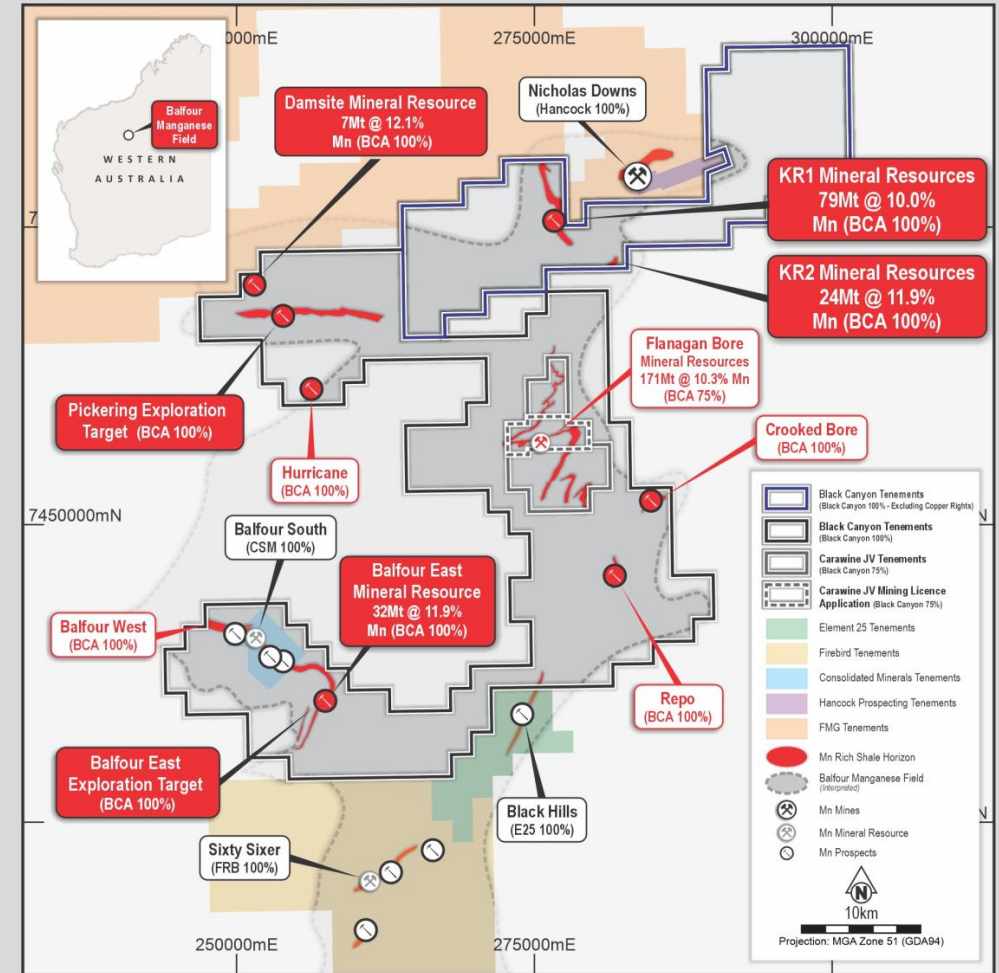 000mE
275000mE
300000mE
Balfour
Manganese
Field
WESTERN
AUSTRALIA
Damsite Mineral Resource
7Mt @ 12.1%
Mn (BCA 100%)
Nicholas Downs
(Hancock 100%)
KR1 Mineral Resources
79Mt @ 10.0%
Mn (BCA 100%)
7
KR2 Mineral Resources
24Mt @ 11.9%
Mn (BCA 100%)
Flanagan Bore
Mineral Resources
171Mt @ 10.3% Mn
(BCA 75%)
Pickering Exploration
Target (BCA 100%)
Crooked Bore
(BCA 100%)
Hurricane
(BCA 100%)
7450000mN
N
Balfour South
(CSM 100%)
Balfour East
Mineral Resource
32Mt @ 11.9%
Mn (BCA 100%)
Balfour West
(BCA 100%)
Repo
(BCA 100%)
Balfour East
Exploration Target
(BCA 100%)
Black Hills
(E25 100%)
Sixty Sixer
(FRB 100%)
N
250000mE
275000mE
Black Canyon Tenements
(Black Canyon 100% - Excluding Copper Rights)
Black Canyon Tenements
(Black Canyon 100%)
Carawine JV Tenements
(Black Canyon 75%)
Carawine JV Mining Licence
Application (Black Canyon 75%)
Element 25 Tenements
Firebird Tenements
Consolidated Minerals Tenements
Hancock Prospecting Tenements
FMG Tenements
Mn Rich Shale Horizon
Balfour Manganese Field
(Interpreted)
Mn Mines
Mn Mineral Resource
Mn Prospects
N
10km
Projection: MGA Zone 51 (GDA94)